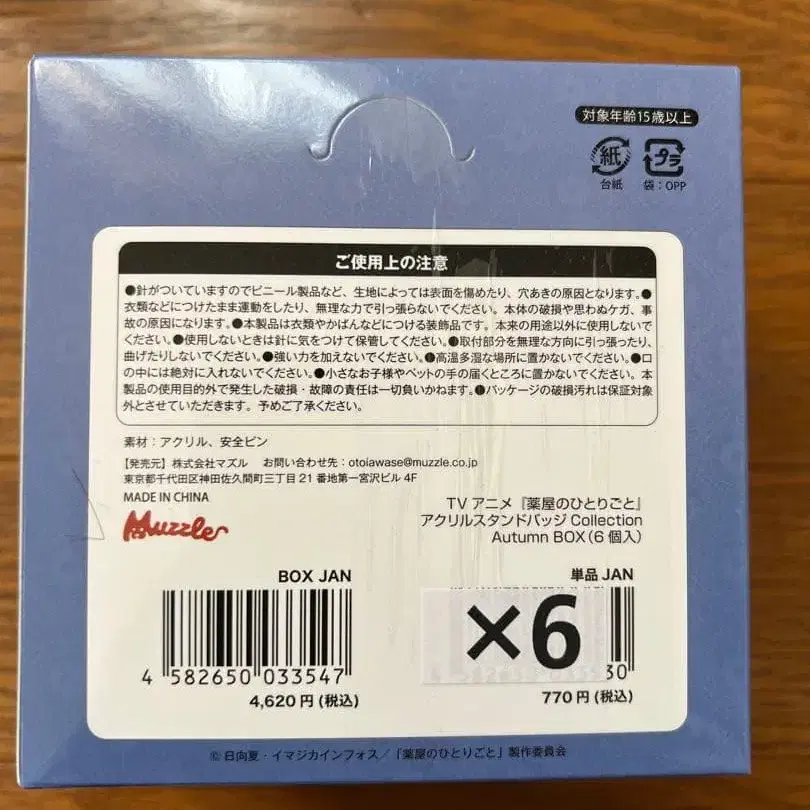 対象年齢15歳以上
紙 プラ
台紙 袋：OPP
ご使用上の注意
●針がついていますのでビニール製品など、生地によっては表面を傷めたり、穴あきの原因となります。●
衣類などにつけたまま運動をしたり、無理な力で引っ張らないでください。本体の破損や思わぬケガ、事
故の原因になります。●本製品は衣類やかばんなどにつける装飾品です。本来の用途以外に使用しないで
ください。●使用しないときは針に気をつけて保管してください。●取付部分を無理な方向に引っ張ったり、
曲げたりしないでください。●強い力を加えないでください。●高温多湿な場所に置かないでください。●口
の中には絶対に入れないでください。●小さなお子様やペットの手の届くところに置かないでください。本
製品の使用目的外で発生した破損・故障の責任は一切負いかねます。●パッケージの破損汚れは保証対象
外とさせていただきます。予めご了承ください。
素材：アクリル、安全ピン
【発売元】株式会社マズル お問い合わせ先：otoiawase@muzzle.co.jp
東京都千代田区神田佐久間町三丁目21番地第一宮沢ビル 4F
MADE IN CHINA
Muzzle
TVアニメ『薬屋のひとりごと』
アクリルスタンドバッジCollection
Autumn BOX（6個入）
BOX JAN
4 582650 033547
4,620円（税込）
単品 JAN
×6
30
770円（税込）
© 日向夏・イマジカインフォス／「薬屋のひとりごと」製作委員会